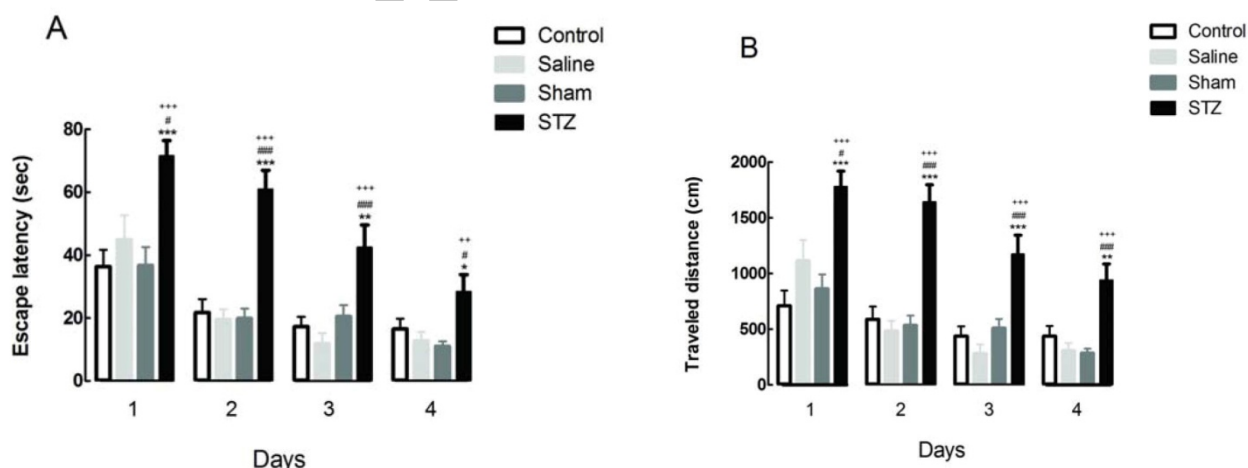 A
Control
Saline
Sham
STZ
Escape latency (sec)
80
60
40
20
0
+++
#
***
+++
###
***
+++
###
**
++
#
*
1 2 3 4
Days
B
Control
Saline
Sham
STZ
Traveled distance (cm)
2000
1500
1000
500
0
+++
#
***
+++
###
***
+++
###
***
+++
###
**
1 2 3 4
Days